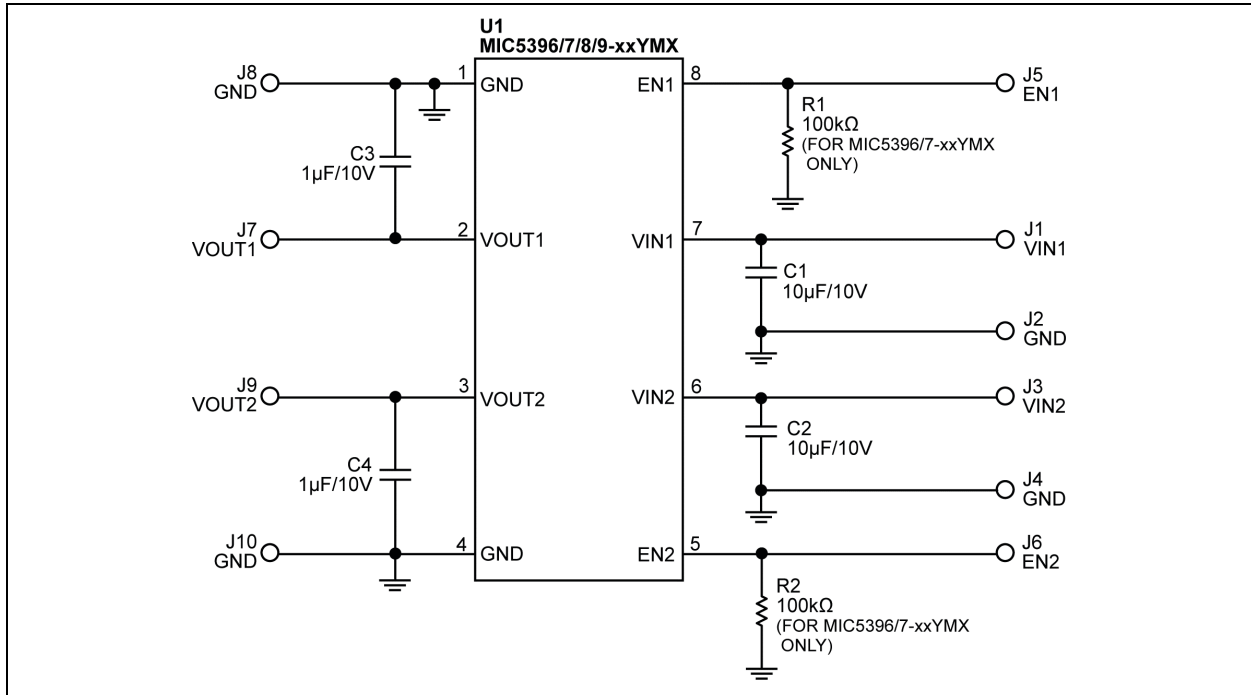 U1
MIC5396/7/8/9-xxYMX
J8
GND
1
GND
C3
1µF/10V
J7
VOUT1
2
VOUT1
J9
VOUT2
3
VOUT2
C4
1µF/10V
J10
GND
4
GND
EN1
8
J5
EN1
R1
100kΩ
(FOR MIC5396/7-xxYMX
ONLY)
VIN1
7
J1
VIN1
C1
10µF/10V
J2
GND
VIN2
6
J3
VIN2
C2
10µF/10V
J4
GND
EN2
5
J6
EN2
R2
100kΩ
(FOR MIC5396/7-xxYMX
ONLY)